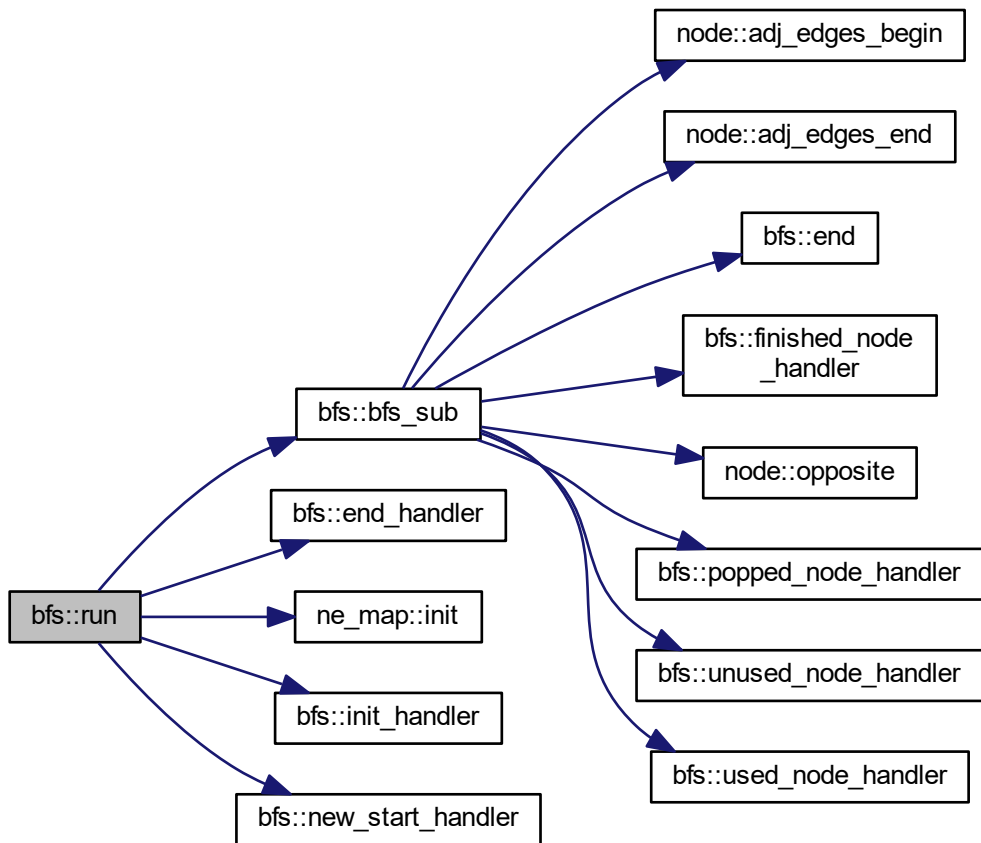 node::adj_edges_begin
node::adj_edges_end
bfs::end
bfs::finished_node
_handler
bfs::bfs_sub
node::opposite
bfs::end_handler
bfs::popped_node_handler
bfs::run
ne_map::init
bfs::unused_node_handler
bfs::init_handler
bfs::used_node_handler
bfs::new_start_handler